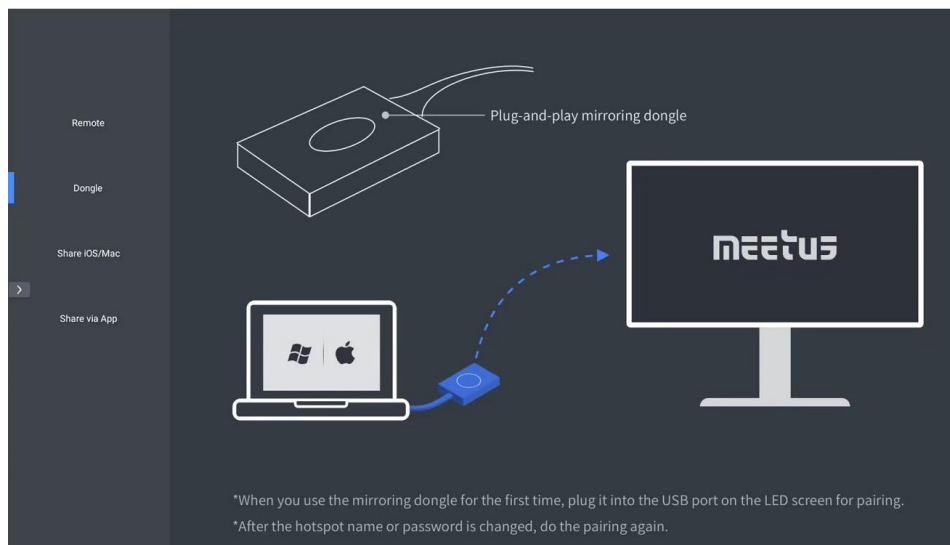 Remote
Dongle
Share iOS/Mac
Share via App
Plug-and-play mirroring dongle
meetus
*When you use the mirroring dongle for the first time, plug it into the USB port on the LED screen for pairing.
*After the hotspot name or password is changed, do the pairing again.